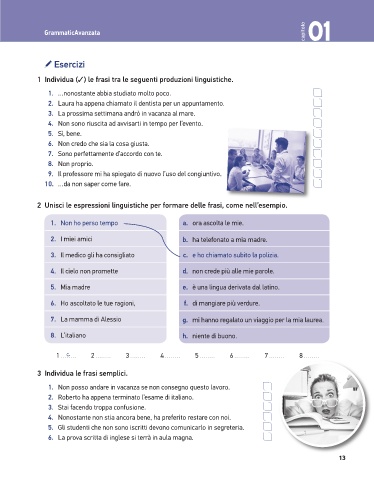 GrammaticAvanzata
capitolo 01
Esercizi
1 Individua (✓) le frasi tra le seguenti produzioni linguistiche.
1. ...nonostante abbia studiato molto poco.
2. Laura ha appena chiamato il dentista per un appuntamento.
3. La prossima settimana andrò in vacanza al mare.
4. Non sono riuscita ad avvisarti in tempo per l'evento.
5. Sì, bene.
6. Non credo che sia la cosa giusta.
7. Sono perfettamente d'accordo con te.
8. Non proprio.
9. Il professore mi ha spiegato di nuovo l'uso del congiuntivo.
10. ...da non saper come fare.
2 Unisci le espressioni linguistiche per formare delle frasi, come nell'esempio.
1. Non ho perso tempo
2. I miei amici
3. Il medico gli ha consigliato
4. Il cielo non promette
5. Mia madre
6. Ho ascoltato le tue ragioni,
7. La mamma di Alessio
8. L'italiano
a. ora ascolta le mie.
b. ha telefonato a mia madre.
c. e ho chiamato subito la polizia.
d. non crede più alle mie parole.
e. è una lingua derivata dal latino.
f. di mangiare più verdure.
g. mi hanno regalato un viaggio per la mia laurea.
h. niente di buono.
1 ..c... 2 ........ 3 ........ 4 ........ 5 ........ 6 ........ 7 ........ 8 ........
3 Individua le frasi semplici.
1. Non posso andare in vacanza se non consegno questo lavoro.
2. Roberto ha appena terminato l'esame di italiano.
3. Stai facendo troppa confusione.
4. Nonostante non stia ancora bene, ha preferito restare con noi.
5. Gli studenti che non sono iscritti devono comunicarlo in segreteria.
6. La prova scritta di inglese si terrà in aula magna.
13